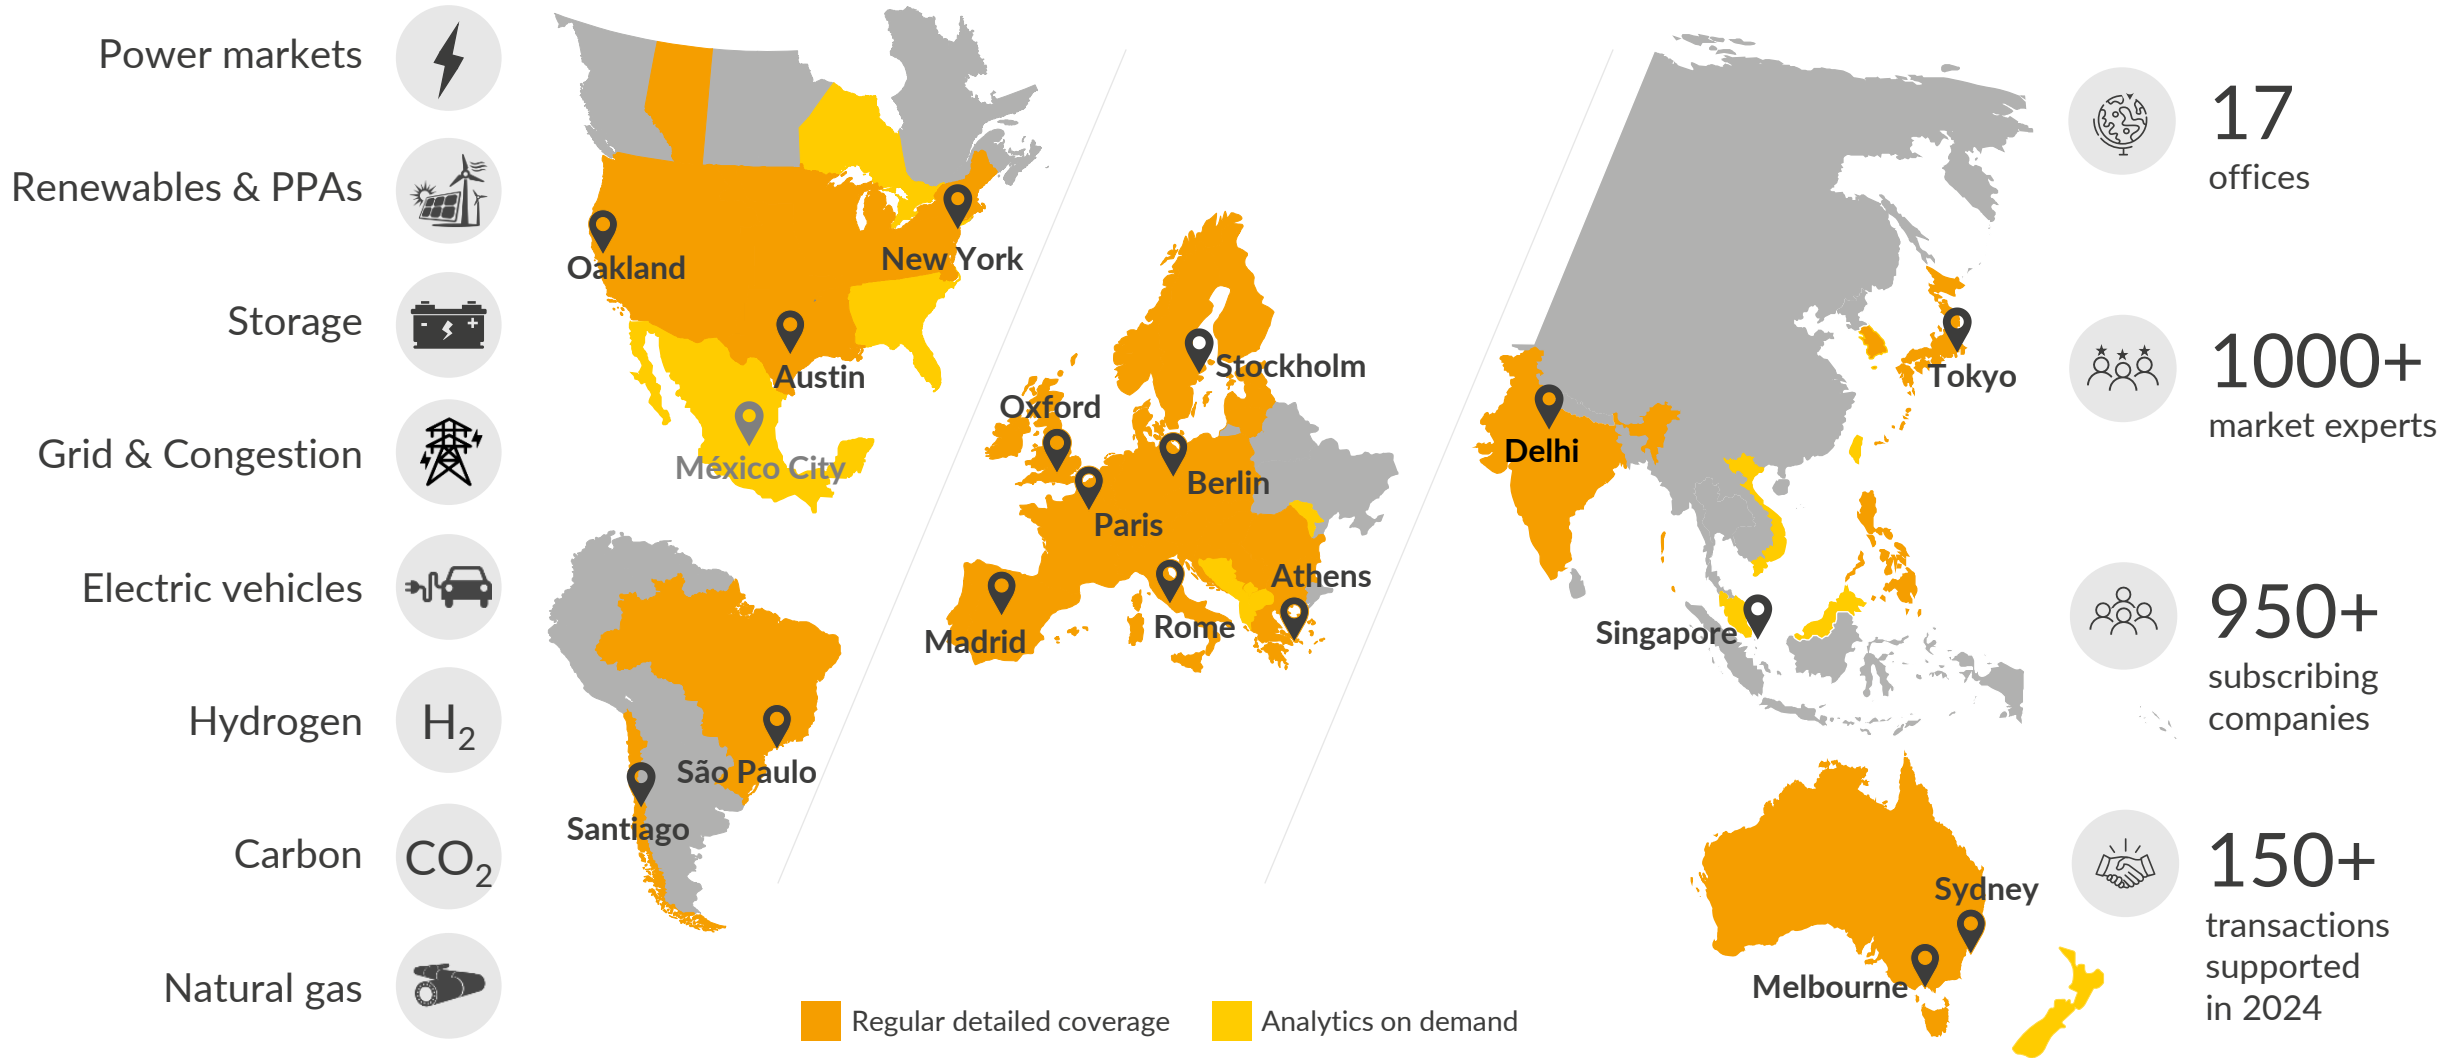 Power markets
Renewables & PPAs
Storage
Grid & Congestion
Electric vehicles
Hydrogen
H2
Carbon
CO2
Natural gas
Oakland
New York
Austin
México City
São Paulo
Santiago
Stockholm
Oxford
Berlin
Paris
Athens
Rome
Madrid
Delhi
Tokyo
Singapore
Sydney
Melbourne
Regular detailed coverage
Analytics on demand
17
offices
1000+
market experts
950+
subscribing
companies
150+
transactions
supported
in 2024